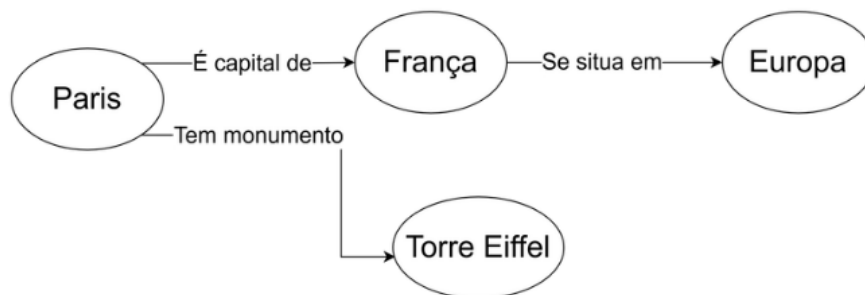 Paris
É capital de
França
Se situa em
Europa
Tem monumento
Torre Eiffel